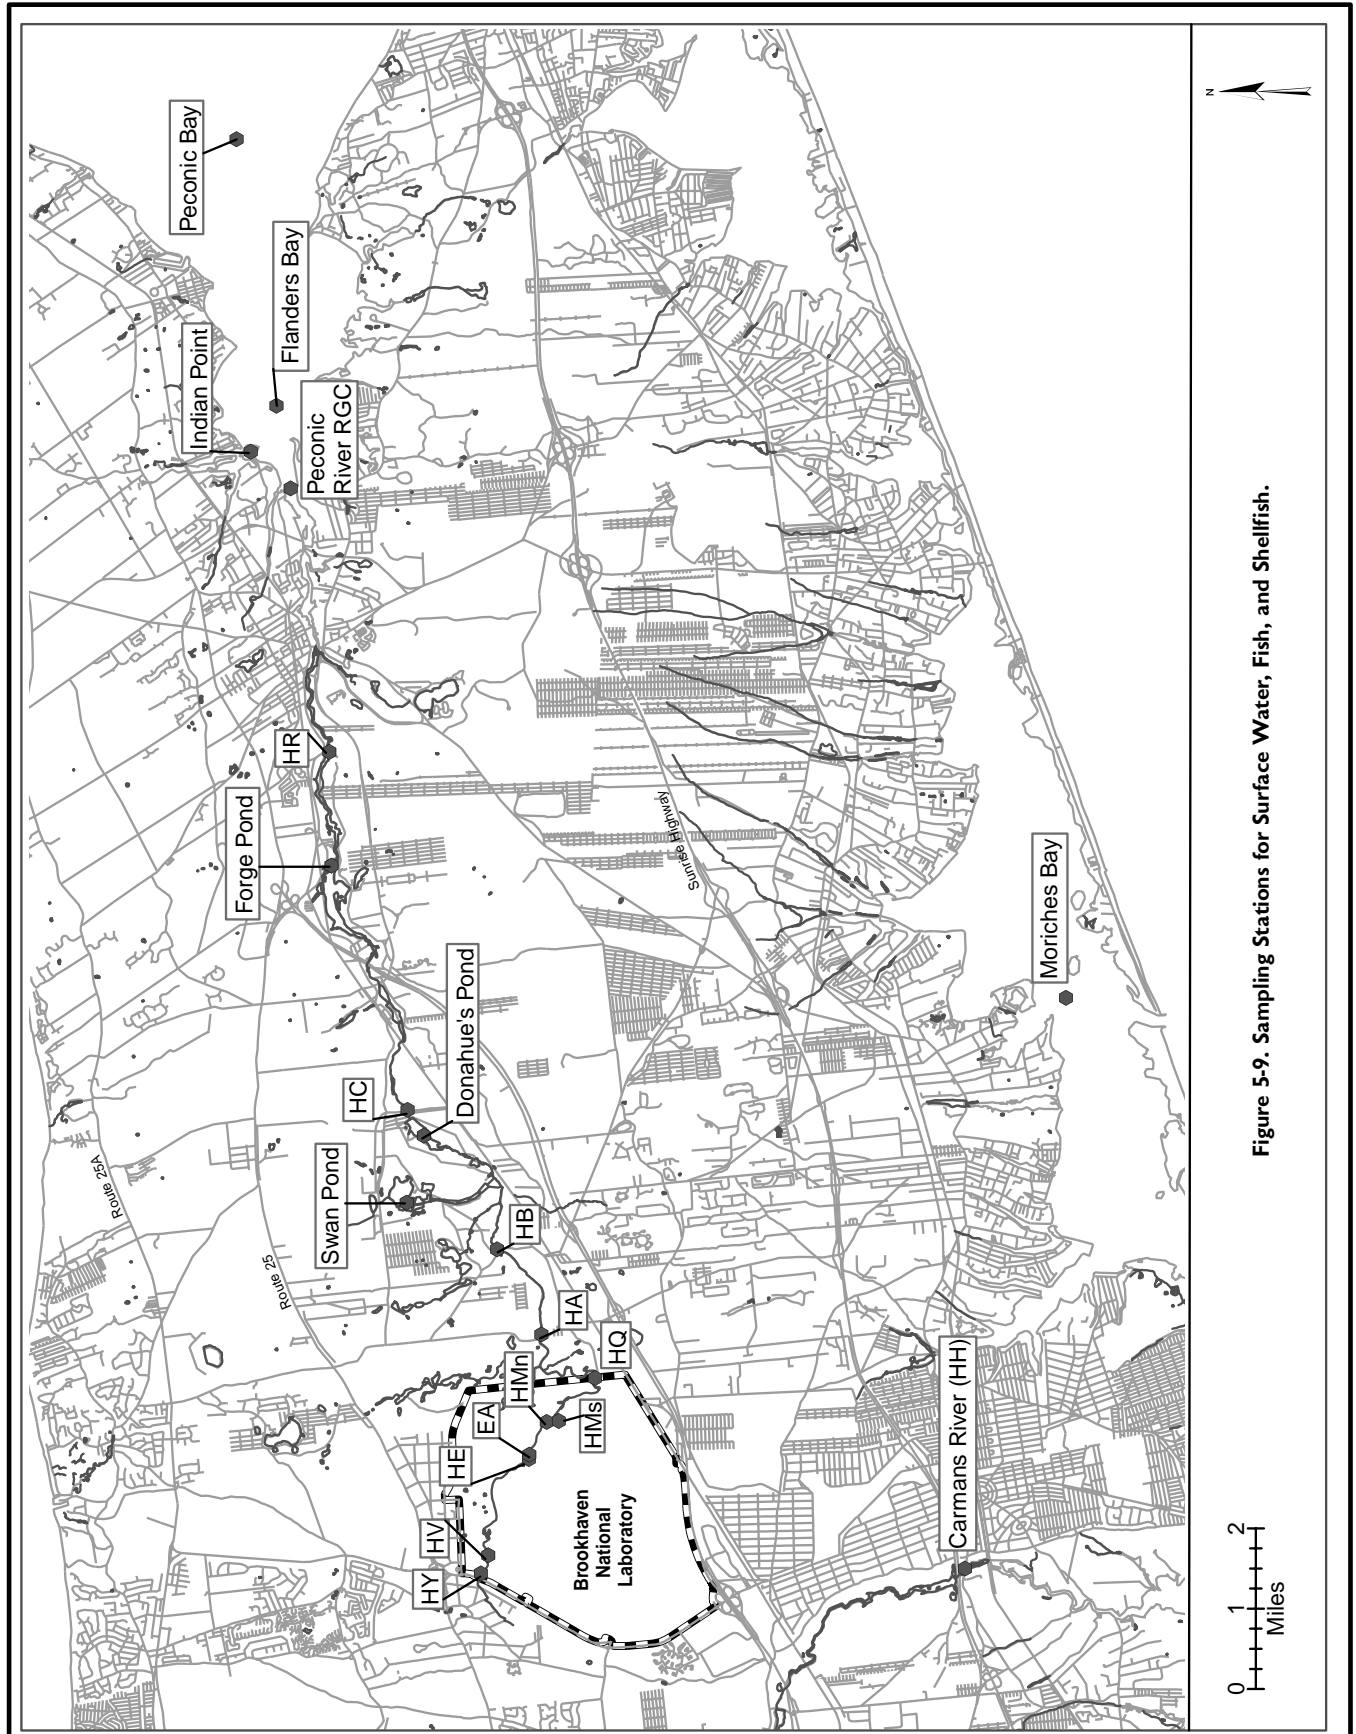 Peconic Bay
Flanders Bay
Indian Point
Peconic
River RGC
HR
Forge Pond
Donahue's Pond
HC
Swan Pond
HB
HA
HQ
HMn
HMs
EA
HE
HV
HY
Brookhaven
National
Laboratory
Route 25A
Route 25
Sunrise Highway
Moriches Bay
Carmans River (HH)
N
0 1 2
Miles
Figure 5-9. Sampling Stations for Surface Water, Fish, and Shellfish.